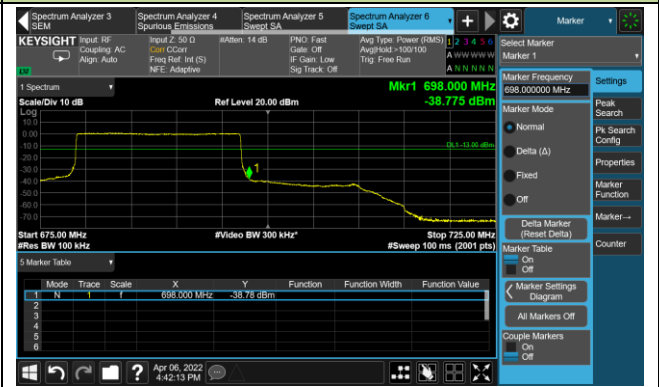 Spectrum Analyzer 3
SEM
Spectrum Analyzer 4
Spurious Emissions
Spectrum Analyzer 5
Swept SA
Spectrum Analyzer 6
Swept SA
Marker
KEYSIGHT
Input: RF
Coupling: AC
Align: Auto
Input Z: 50 Ω
Corr CCorr
Freq Ref: Int (S)
NFE: Adaptive
#Atten: 14 dB
PNO: Fast
Gate: Off
IF Gain: Low
Sig Track: Off
Avg Type: Power (RMS)
Avg|Hold:>100/100
Trig: Free Run
1 2 3 4 5 6
A W W W W W
A N N N N N
Select Marker
Marker 1
1 Spectrum
Scale/Div 10 dB
Ref Level 20.00 dBm
Mkr1 698.000 MHz
-38.775 dBm
Log
10.0
0.00
-10.0
-20.0
-30.0
-40.0
-50.0
-60.0
-70.0
DL1 -13.00 dBm
1
Start 675.00 MHz
#Res BW 100 kHz
#Video BW 300 kHz*
Stop 725.00 MHz
#Sweep 100 ms (2001 pts)
5 Marker Table
Mode Trace Scale X Y Function Function Width Function Value
1 N 1 f 698.000 MHz -38.78 dBm
2
3
4
5
6
Marker Frequency
698.000000 MHz
Marker Mode
Normal
Delta (Δ)
Fixed
Off
Delta Marker
(Reset Delta)
Marker Table
On
Off
Marker Settings
Diagram
All Markers Off
Couple Markers
On
Off
Settings
Peak
Search
Pk Search
Config
Properties
Marker
Function
Marker→
Counter
Apr 06, 2022
4:42:13 PM